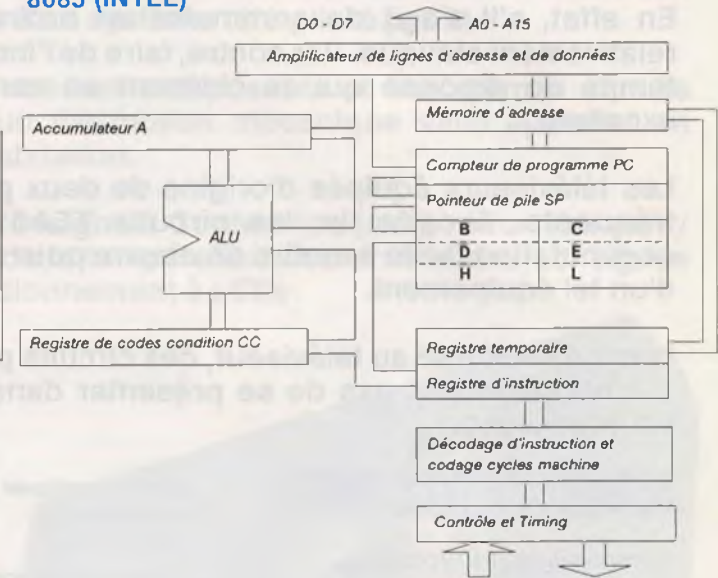 8085 (INTEL)
D0 - D7
A0 - A15
Amplificateur de lignes d'adresse et de données
Accumulateur A
Mémoire d'adresse
Compteur de programme PC
Pointeur de pile SP
B C
D E
H L
ALU
Registre de codes condition CC
Registre temporaire
Registre d'instruction
Décodage d'instruction et
codage cycles machine
Contrôle et Timing